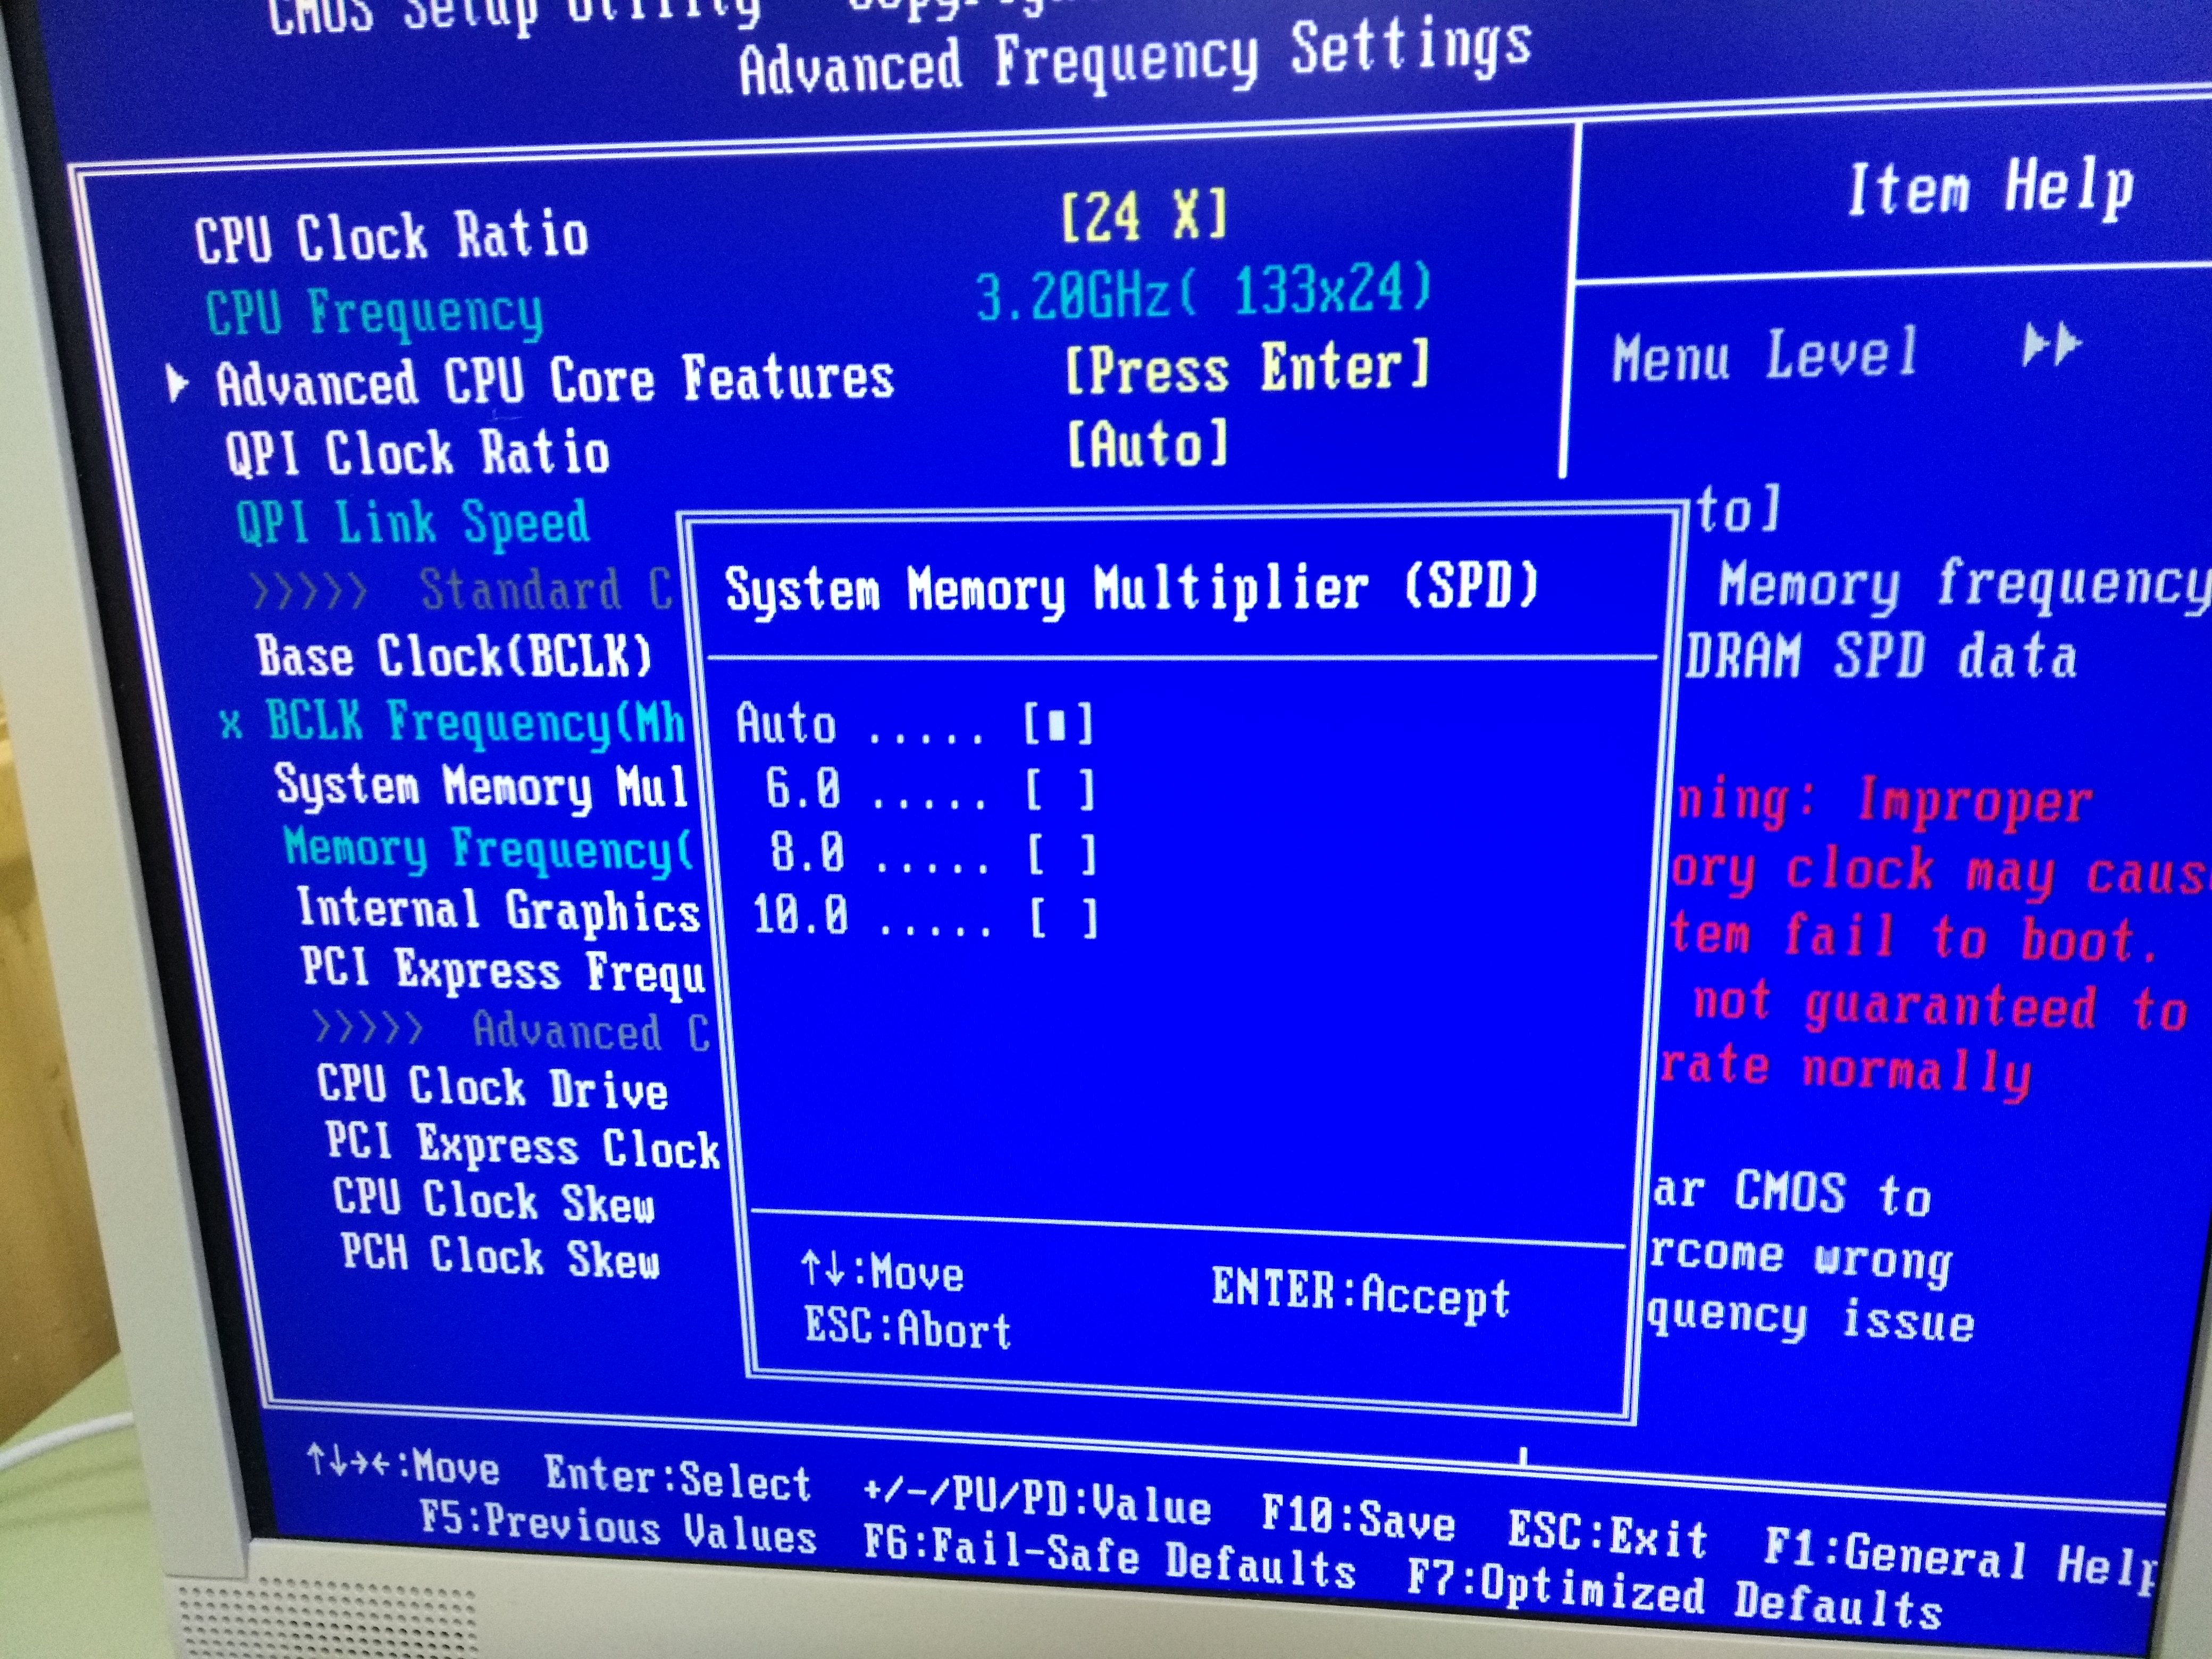 CMOS Setup Utility
Advanced Frequency Settings
CPU Clock Ratio [24 X]
CPU Frequency 3.20GHz( 133x24)
Advanced CPU Core Features [Press Enter]
QPI Clock Ratio [Auto]
QPI Link Speed
>>>>> Standard C
Base Clock(BCLK)
x BCLK Frequency(Mh
System Memory Mul
Memory Frequency(
Internal Graphics
PCI Express Frequ
>>>>> Advanced C
CPU Clock Drive
PCI Express Clock
CPU Clock Skew
PCH Clock Skew
System Memory Multiplier (SPD)
Auto ..... [▮]
6.0 ..... [ ]
8.0 ..... [ ]
10.0 ..... [ ]
↑↓:Move ENTER:Accept
ESC:Abort
Item Help
Menu Level ▶▶
to]
Memory frequency
DRAM SPD data
ning: Improper
ory clock may caus
tem fail to boot.
not guaranteed to
rate normally
ar CMOS to
rcome wrong
quency issue
↑↓→←:Move Enter:Select +/-/PU/PD:Value F10:Save ESC:Exit F1:General Help
F5:Previous Values F6:Fail-Safe Defaults F7:Optimized Defaults